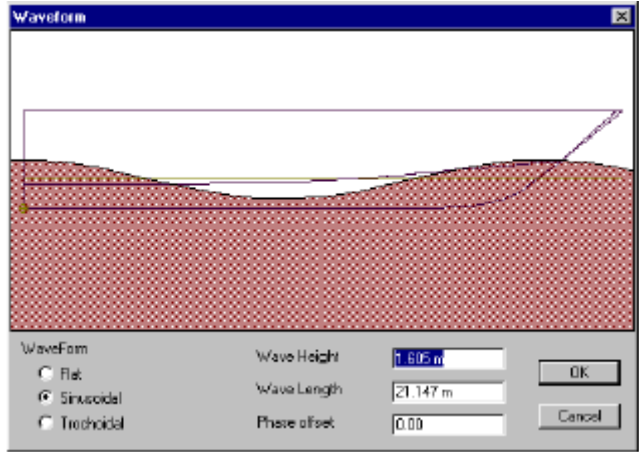 Waveform
WaveForm
Flat
Sinusoidal
Trochoidal
Wave Height
1.605 m
Wave Length
21.147 m
Phase offset
0.00
OK
Cancel